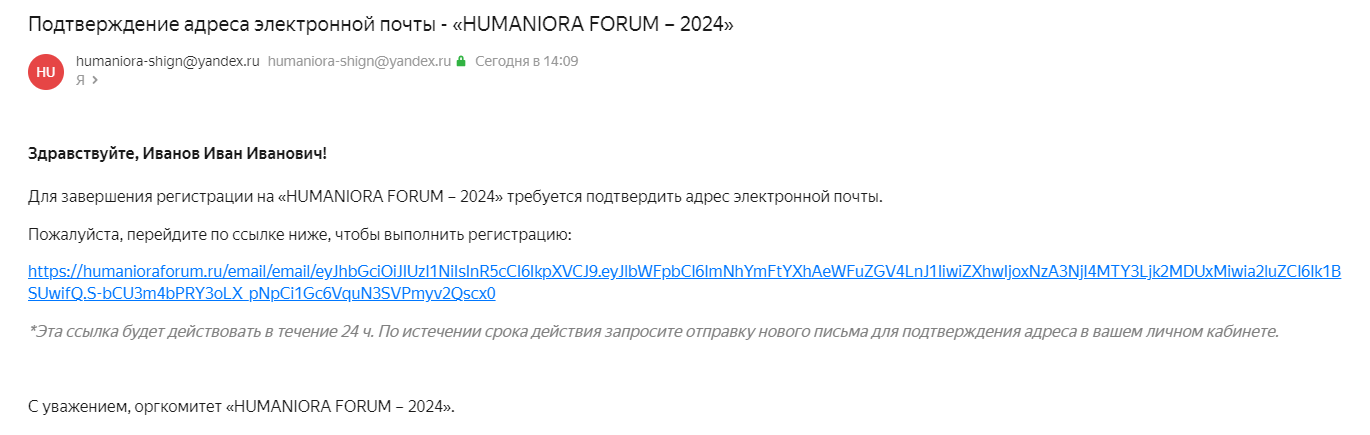 Подтверждение адреса электронной почты - «HUMANIORA FORUM – 2024»
HU
humaniora-shign@yandex.ru humaniora-shign@yandex.ru Сегодня в 14:09
Я >
Здравствуйте, Иванов Иван Иванович!
Для завершения регистрации на «HUMANIORA FORUM – 2024» требуется подтвердить адрес электронной почты.
Пожалуйста, перейдите по ссылке ниже, чтобы выполнить регистрацию:
https://humanioraforum.ru/email/email/eyJhbGciOiJIUzI1NiIsInR5cCI6IkpXVCJ9.eyJlbWFpbCI6ImNhYmFtYXhAeWFuZGV4LnJ1IiwiZXhwIjoxNzA3NjI4MTY3Ljk2MDUxMiwia2luZCI6Ik1B
SUwifQ.S-bCU3m4bPRY3oLX_pNpCi1Gc6VquN3SVPmyv2Qscx0
*Эта ссылка будет действовать в течение 24 ч. По истечении срока действия запросите отправку нового письма для подтверждения адреса в вашем личном кабинете.
С уважением, оргкомитет «HUMANIORA FORUM – 2024».